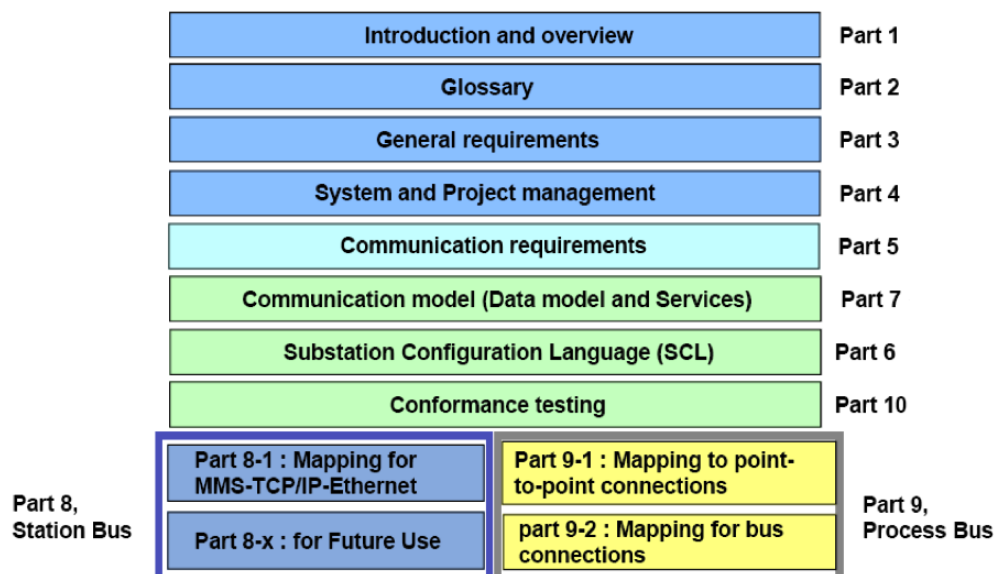 Introduction and overview Part 1
Glossary Part 2
General requirements Part 3
System and Project management Part 4
Communication requirements Part 5
Communication model (Data model and Services) Part 7
Substation Configuration Language (SCL) Part 6
Conformance testing Part 10
Part 8,
Station Bus
Part 8-1 : Mapping for
MMS-TCP/IP-Ethernet
Part 8-x : for Future Use
Part 9-1 : Mapping to point-
to-point connections
part 9-2 : Mapping for bus
connections
Part 9,
Process Bus